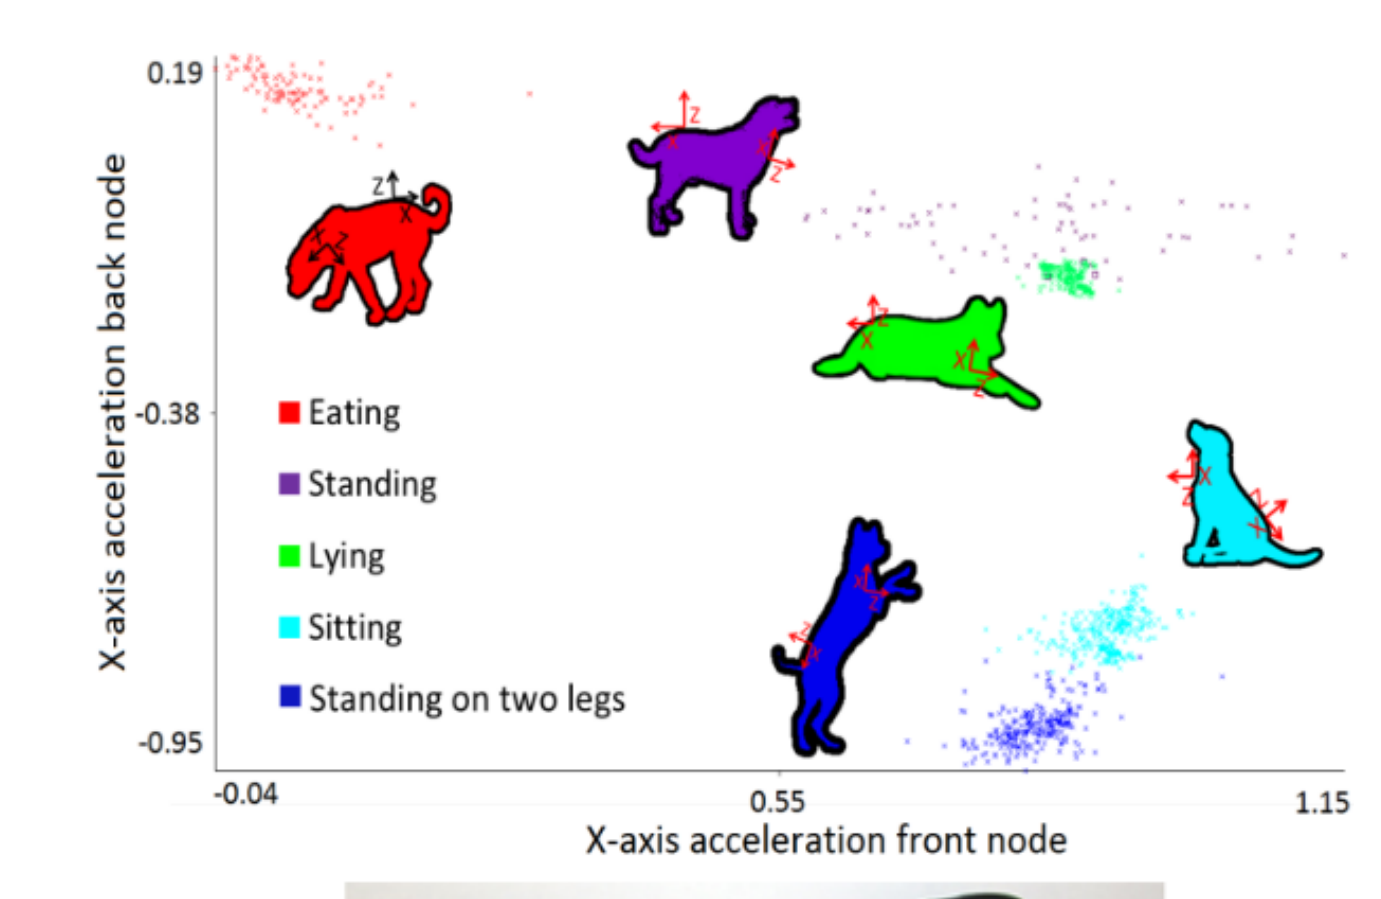 0.19
Z
X
X
Z
Z
X
X
Z
X-axis acceleration back node
Z
X
X
Z
-0.38
Eating
Standing
X
Z
Z
X
Lying
X
Z
Sitting
Z
X
Standing on two legs
-0.95
-0.04
0.55
1.15
X-axis acceleration front node